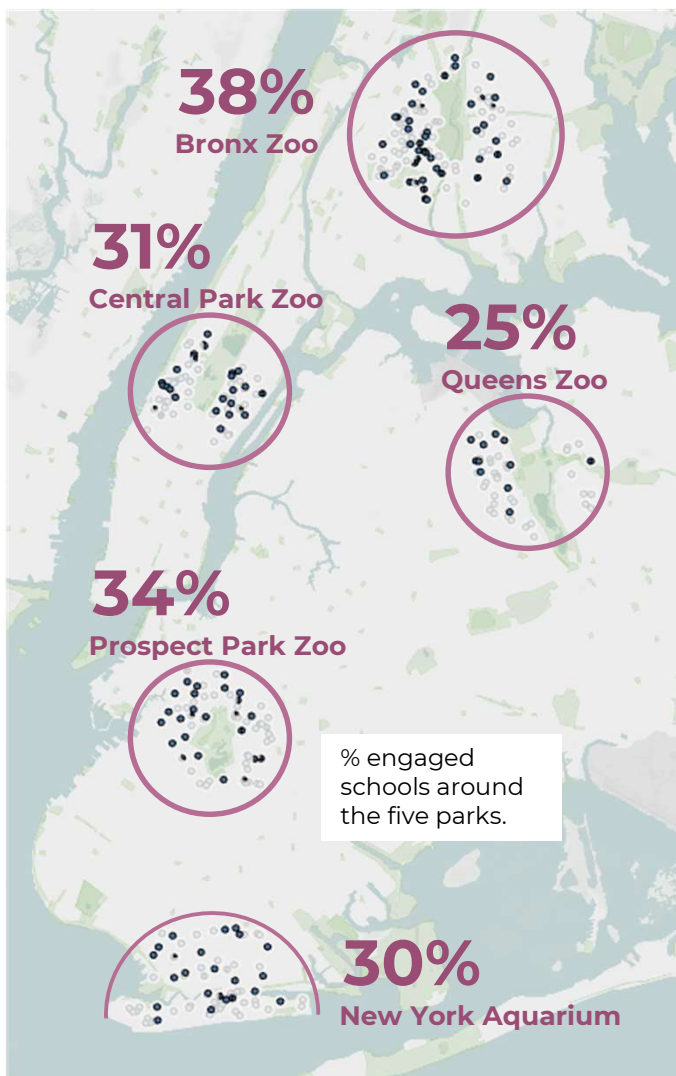 38%
Bronx Zoo
31%
Central Park Zoo
25%
Queens Zoo
34%
Prospect Park Zoo
% engaged
schools around
the five parks.
30%
New York Aquarium